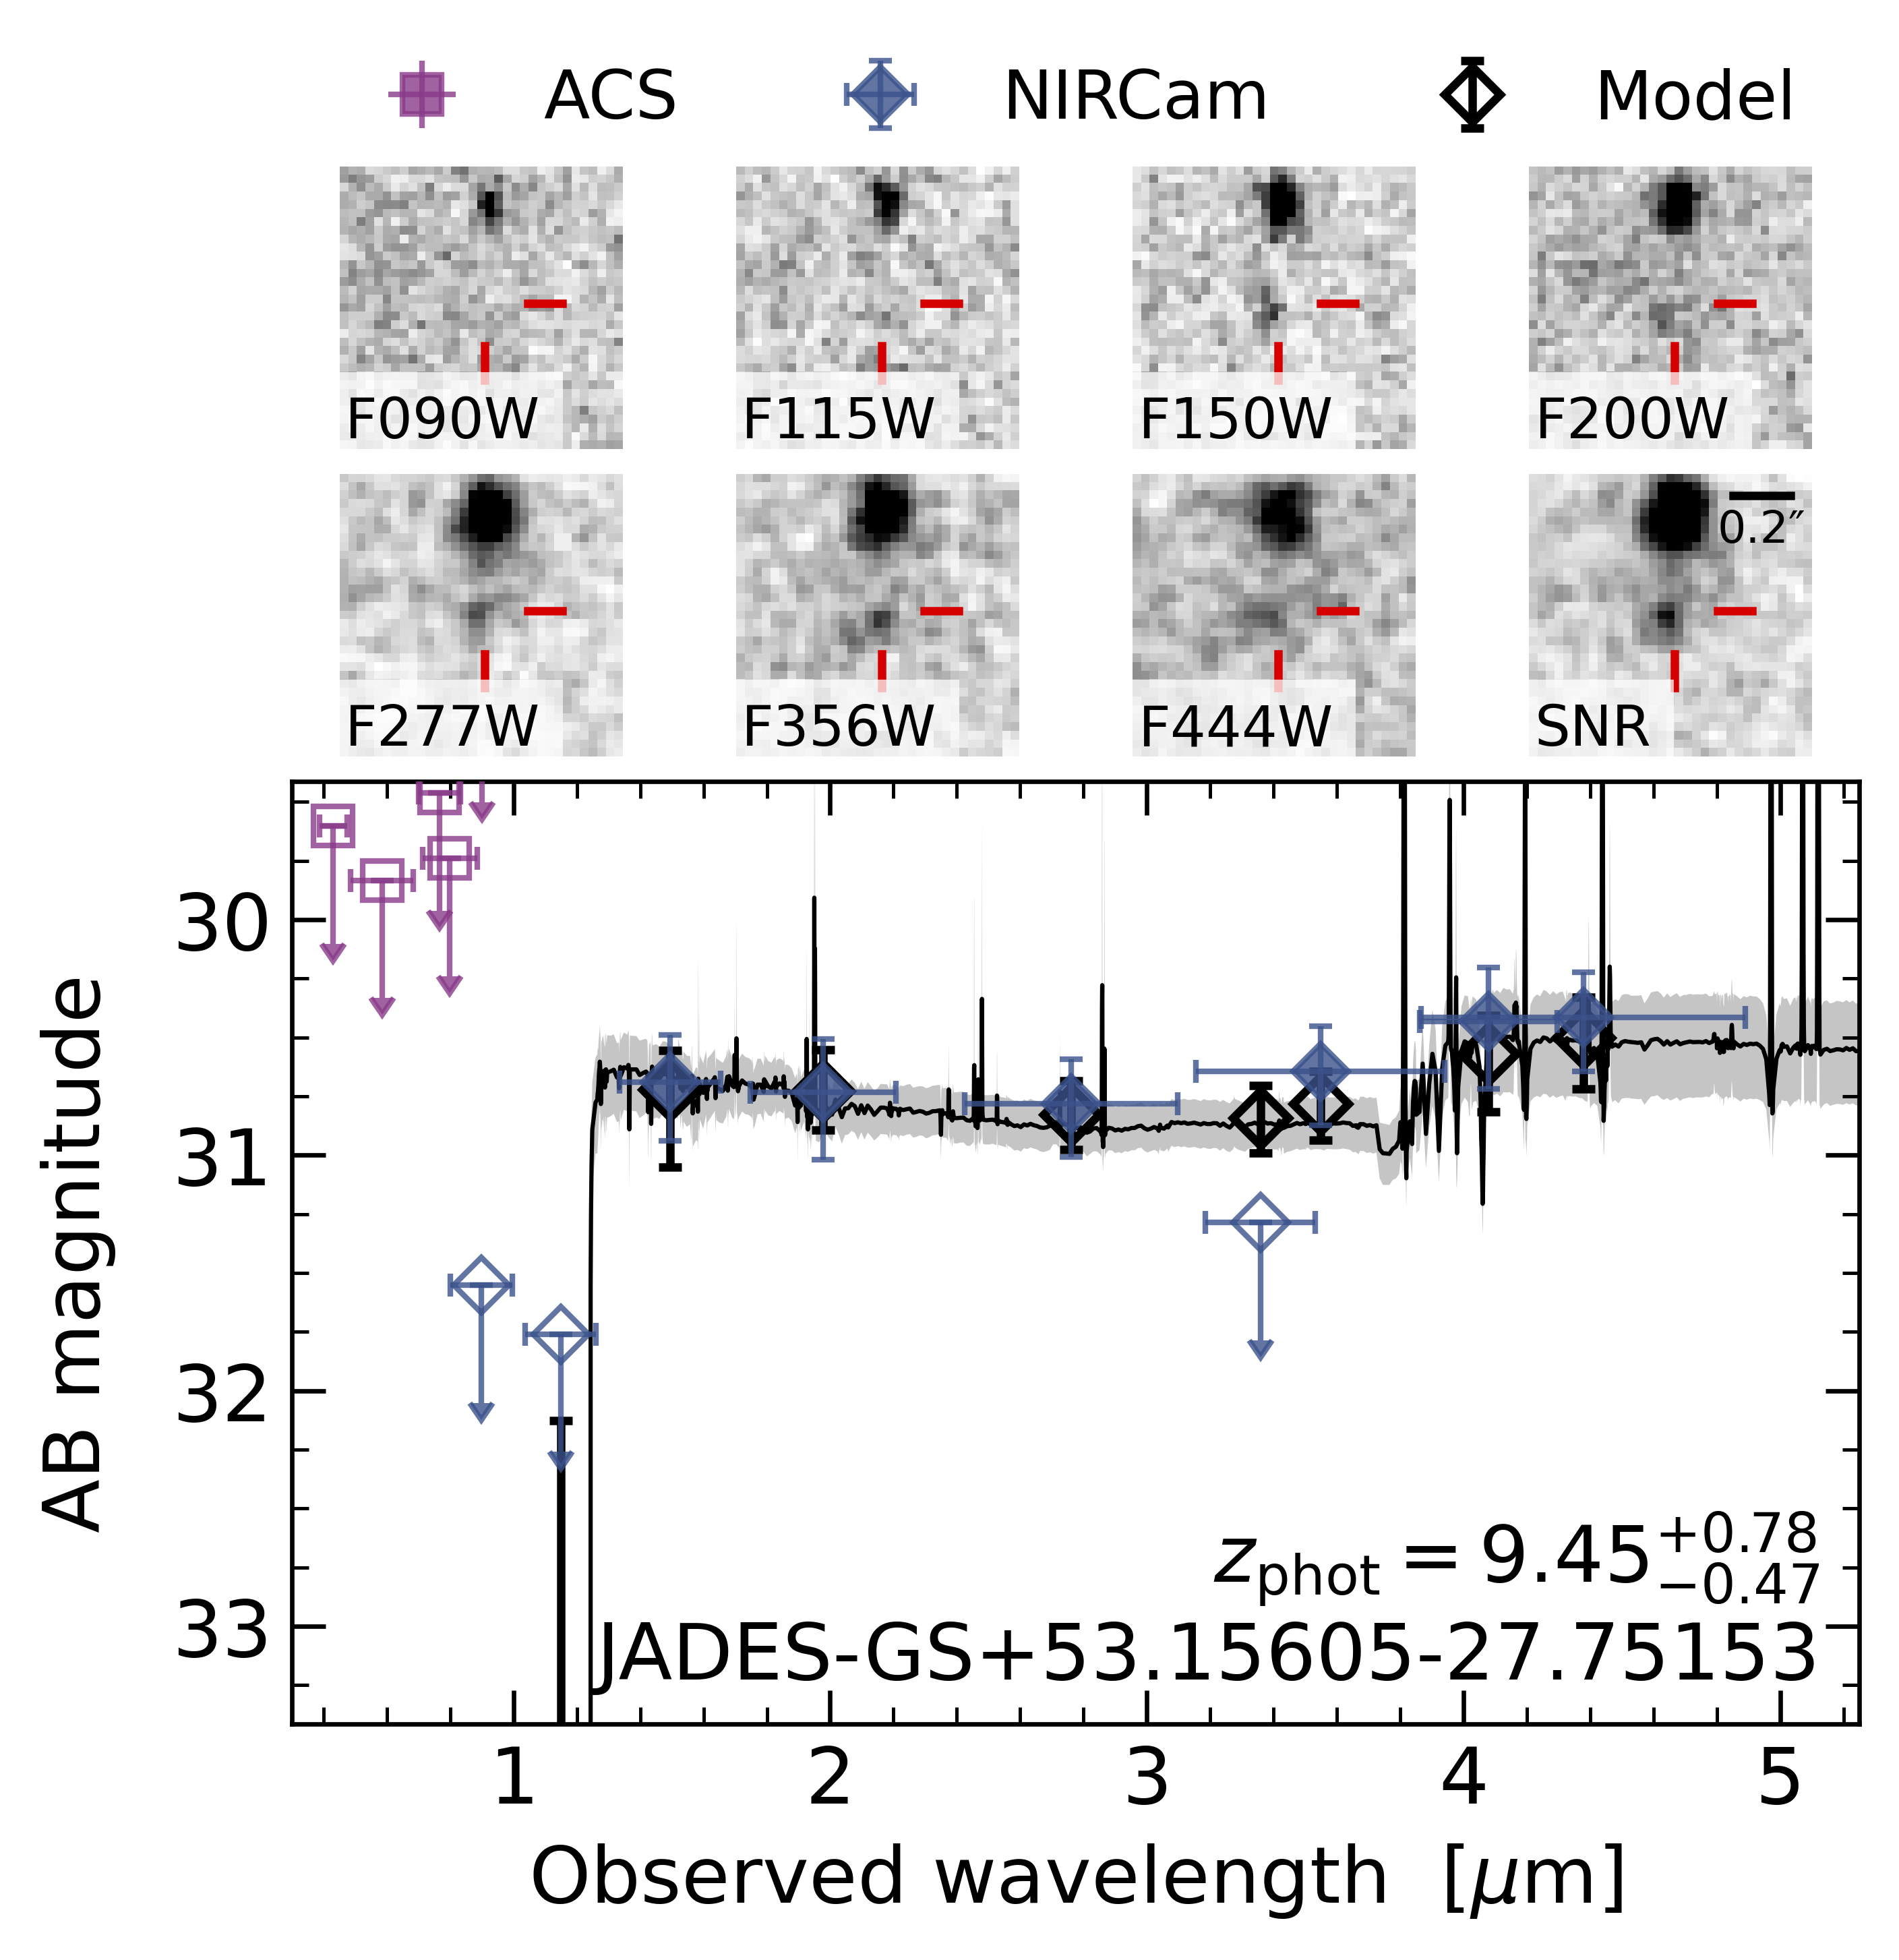 ACS NIRCam Model
F090W F115W F150W F200W
0.2″
F277W F356W F444W SNR
30
31
32
33
AB magnitude
z_phot = 9.45 +0.78 −0.47
JADES-GS+53.15605-27.75153
1 2 3 4 5
Observed wavelength [μm]